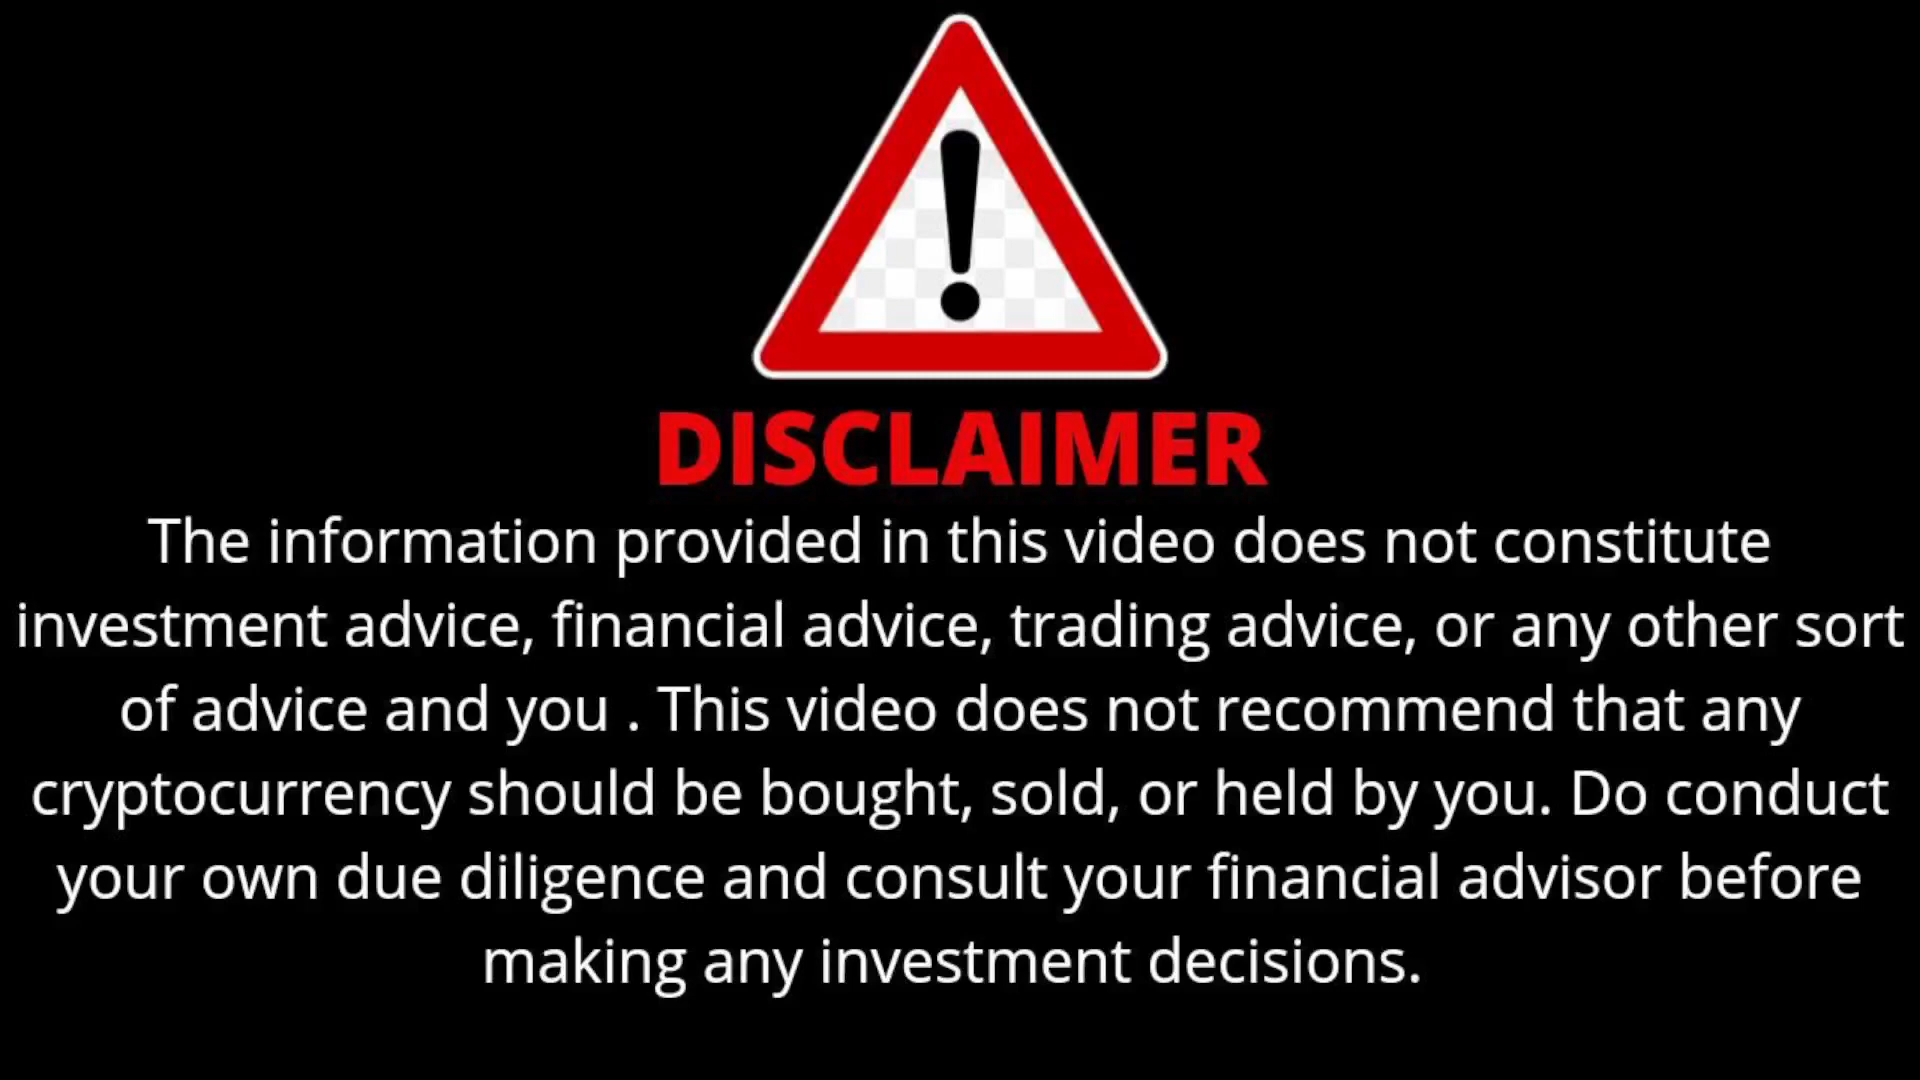 DISCLAIMER
The information provided in this video does not constitute
investment advice, financial advice, trading advice, or any other sort
of advice and you . This video does not recommend that any
cryptocurrency should be bought, sold, or held by you. Do conduct
your own due diligence and consult your financial advisor before
making any investment decisions.